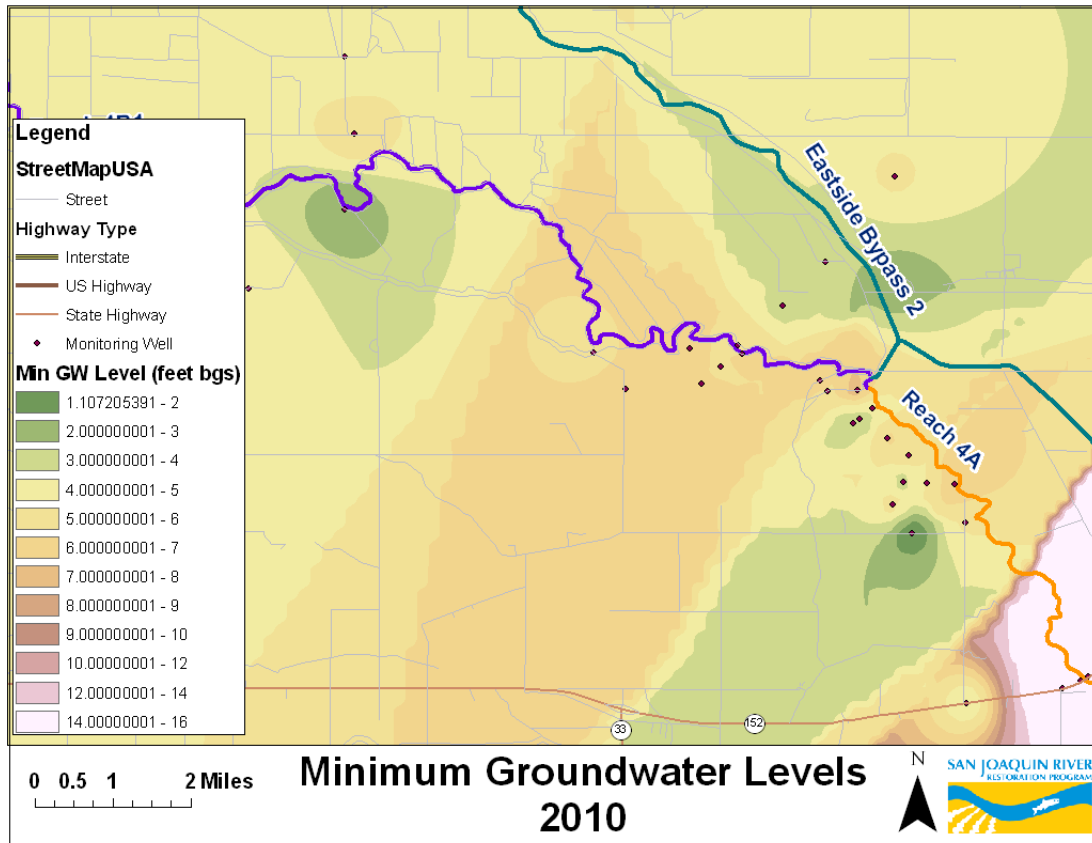 Legend
StreetMapUSA
Street
Highway Type
Interstate
US Highway
State Highway
Monitoring Well
Min GW Level (feet bgs)
1.107205391 - 2
2.000000001 - 3
3.000000001 - 4
4.000000001 - 5
5.000000001 - 6
6.000000001 - 7
7.000000001 - 8
8.000000001 - 9
9.000000001 - 10
10.00000001 - 12
12.00000001 - 14
14.00000001 - 16
Eastside Bypass 2
Reach 4A
33
152
0 0.5 1 2 Miles
Minimum Groundwater Levels
2010
N
SAN JOAQUIN RIVER
RESTORATION PROGRAM